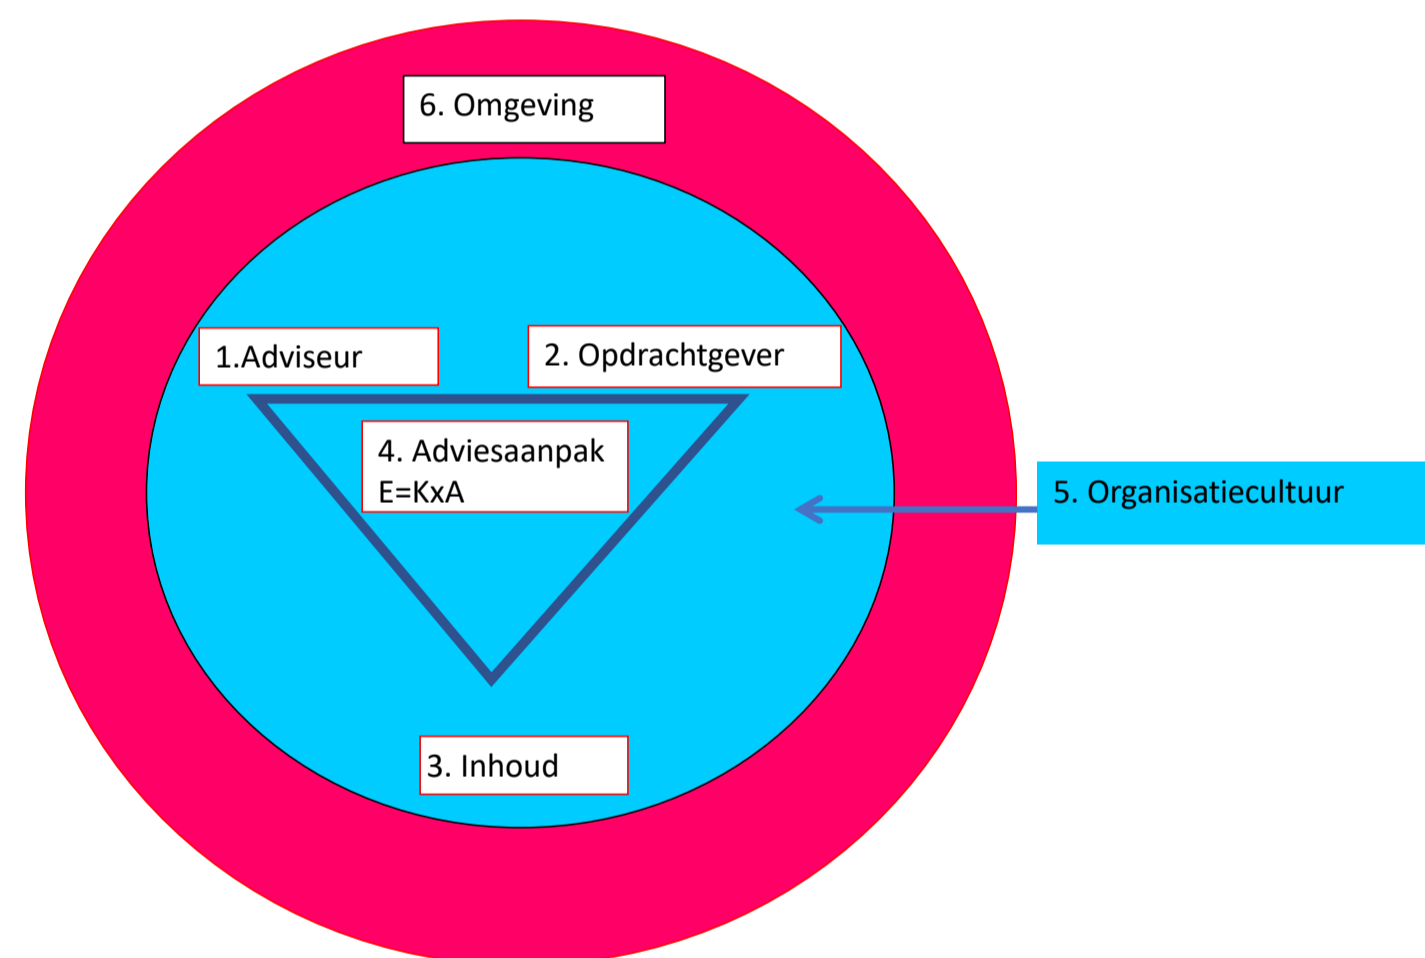 6. Omgeving
1.Adviseur
2. Opdrachtgever
4. Adviesaanpak
E=KxA
5. Organisatiecultuur
3. Inhoud